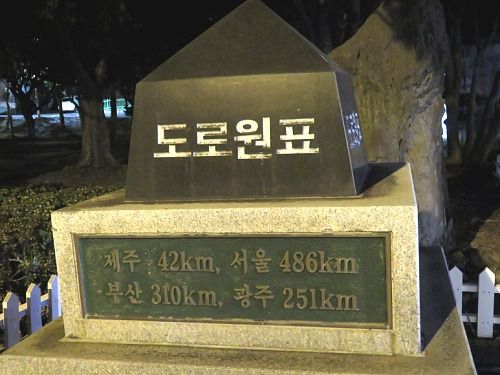 도로원표
제주 42km, 서울 486km
부산 310km, 광주 251km